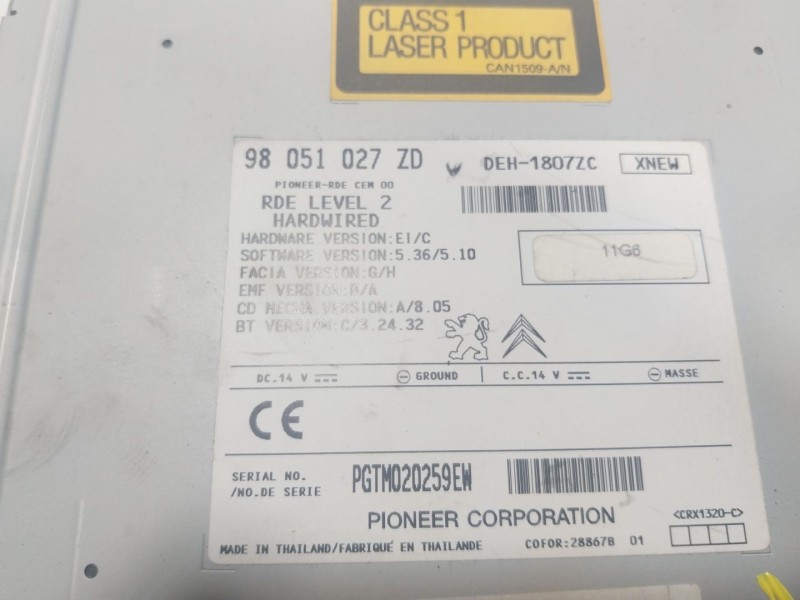 CLASS 1
LASER PRODUCT
CAN1509-A/N
98 051 027 ZD DEH-1807ZC XNEW
PIONEER-RDE CEM 00
RDE LEVEL 2
HARDWIRED
HARDWARE VERSION:EI/C
SOFTWARE VERSION:5.36/5.10
11G6
FACIA VERSION:G/H
EMF VERSION:B/A
CD MECHA VERSION:A/8.05
BT VERSION:C/3.24.32
DC.14 V GROUND C.C.14 V MASSE
CE
SERIAL NO.
/NO.DE SERIE PGTM020259EW
PIONEER CORPORATION <CRX1320-C>
MADE IN THAILAND/FABRIQUÉ EN THAILANDE COFOR:28867B 01